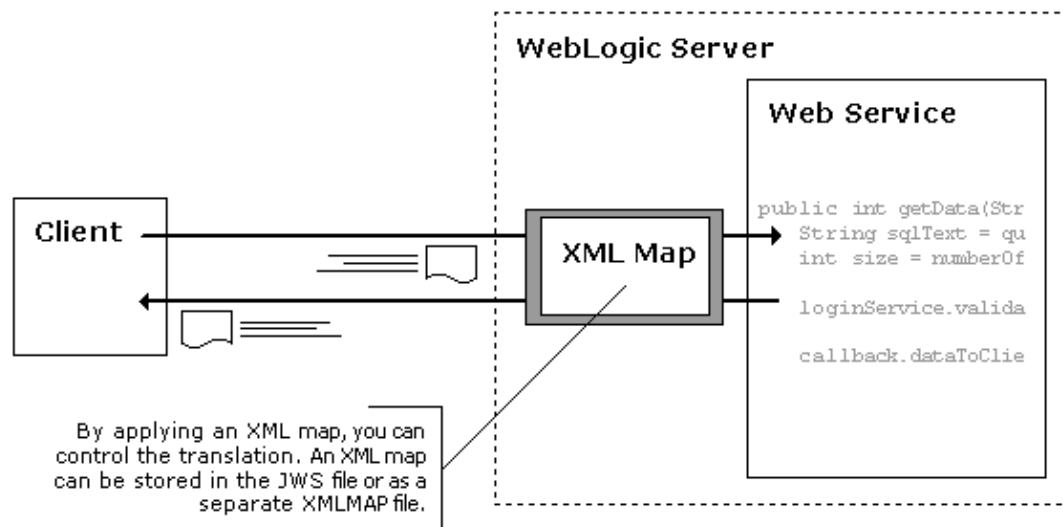 WebLogic Server
Web Service
public int getData(Str
String sqlText = qu
int size = numberOf
loginService.valida
callback.dataToClie
Client
XML Map
By applying an XML map, you can
control the translation. An XML map
can be stored in the JWS file or as a
separate XMLMAP file.